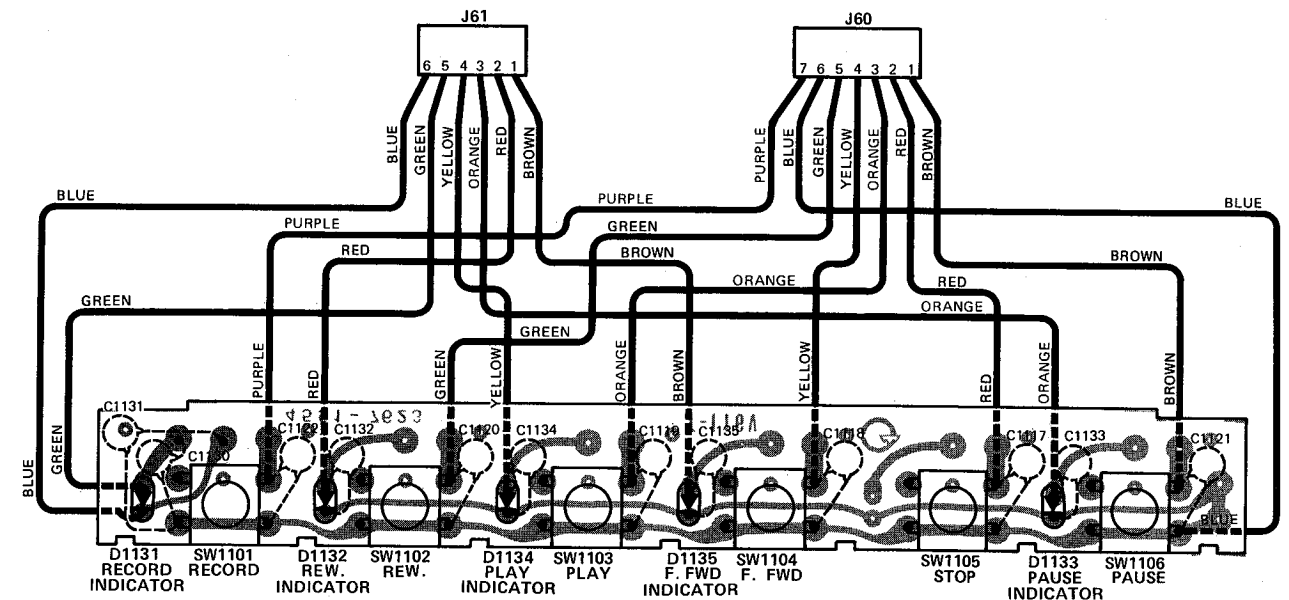 J61
J60
6 5 4 3 2 1
7 6 5 4 3 2 1
BLUE
GREEN
YELLOW
ORANGE
RED
BROWN
PURPLE
BLUE
GREEN
YELLOW
ORANGE
RED
BROWN
BLUE
PURPLE
BLUE
PURPLE
GREEN
RED
BROWN
BROWN
ORANGE
RED
GREEN
ORANGE
GREEN
PURPLE
RED
GREEN
YELLOW
ORANGE
BROWN
YELLOW
RED
ORANGE
BROWN
C1131
C1132
C1120
C1134
C1119
C1135
C1118
C1117
C1133
C1121
GREEN
BLUE
BLUE
D1131
RECORD
INDICATOR
SW1101
RECORD
D1132
REW.
INDICATOR
SW1102
REW.
D1134
PLAY
INDICATOR
SW1103
PLAY
D1135
F. FWD
INDICATOR
SW1104
F. FWD
SW1105
STOP
D1133
PAUSE
INDICATOR
SW1106
PAUSE